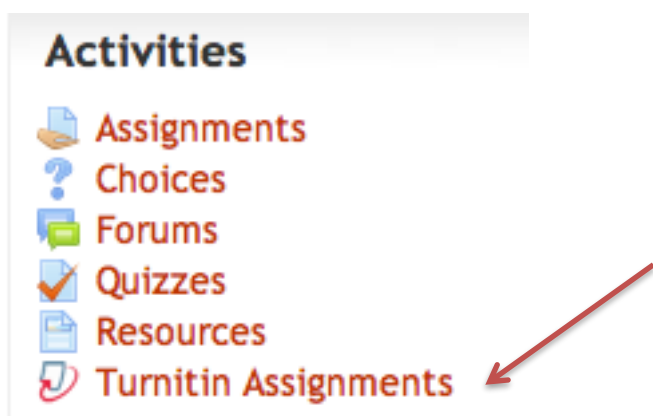 Activities
Assignments
Choices
Forums
Quizzes
Resources
Turnitin Assignments